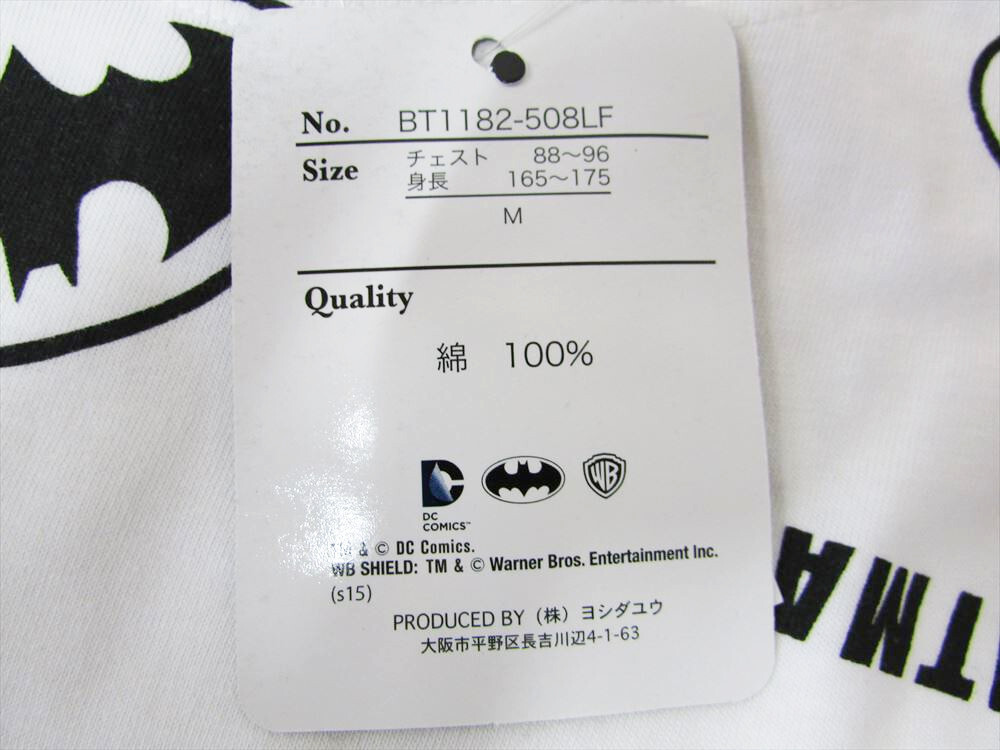 No. BT1182-508LF
Size チェスト 88〜96
身長 165〜175
M
Quality
綿 100%
WB
DC
COMICS™
TM & © DC Comics.
WB SHIELD: TM & © Warner Bros. Entertainment Inc.
(s15)
PRODUCED BY (株) ヨシダユウ
大阪市平野区長吉川辺4-1-63
TMA